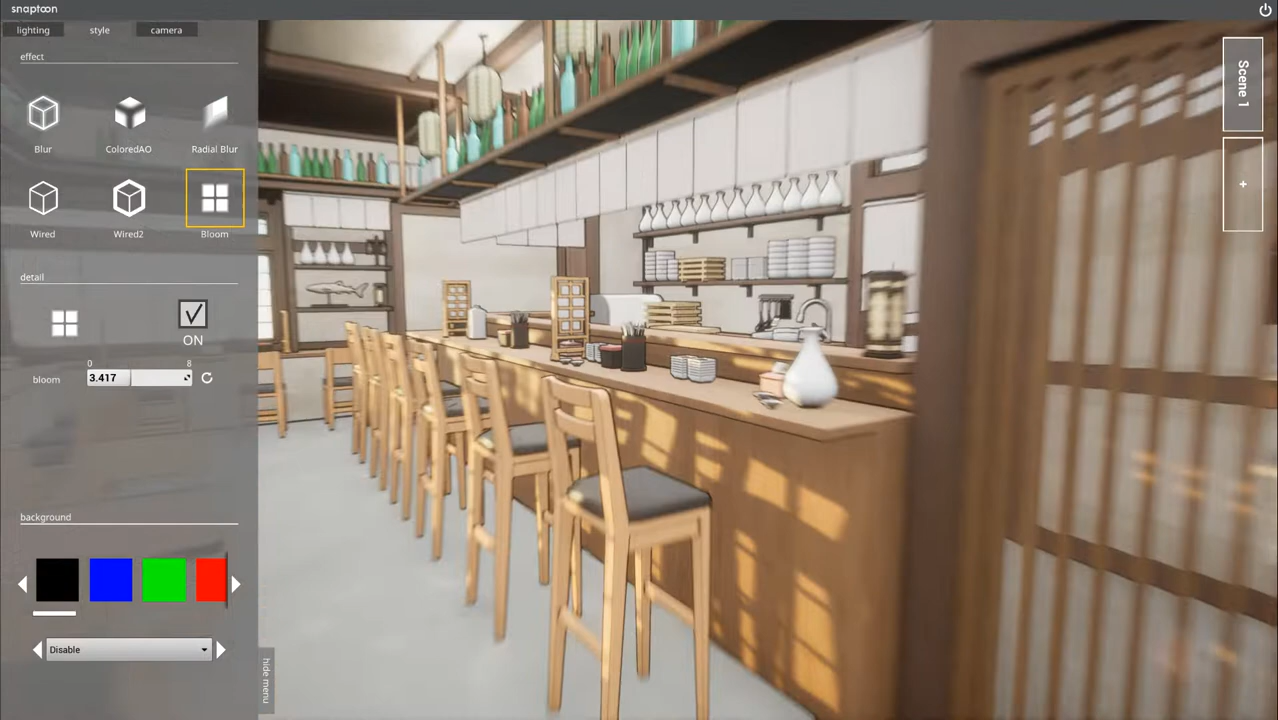 snaptoon
lighting style camera
effect
Blur ColoredAO Radial Blur
Wired Wired2 Bloom
detail
ON
0 8
bloom 3.417
background
Disable
hide menu
Scene 1
+